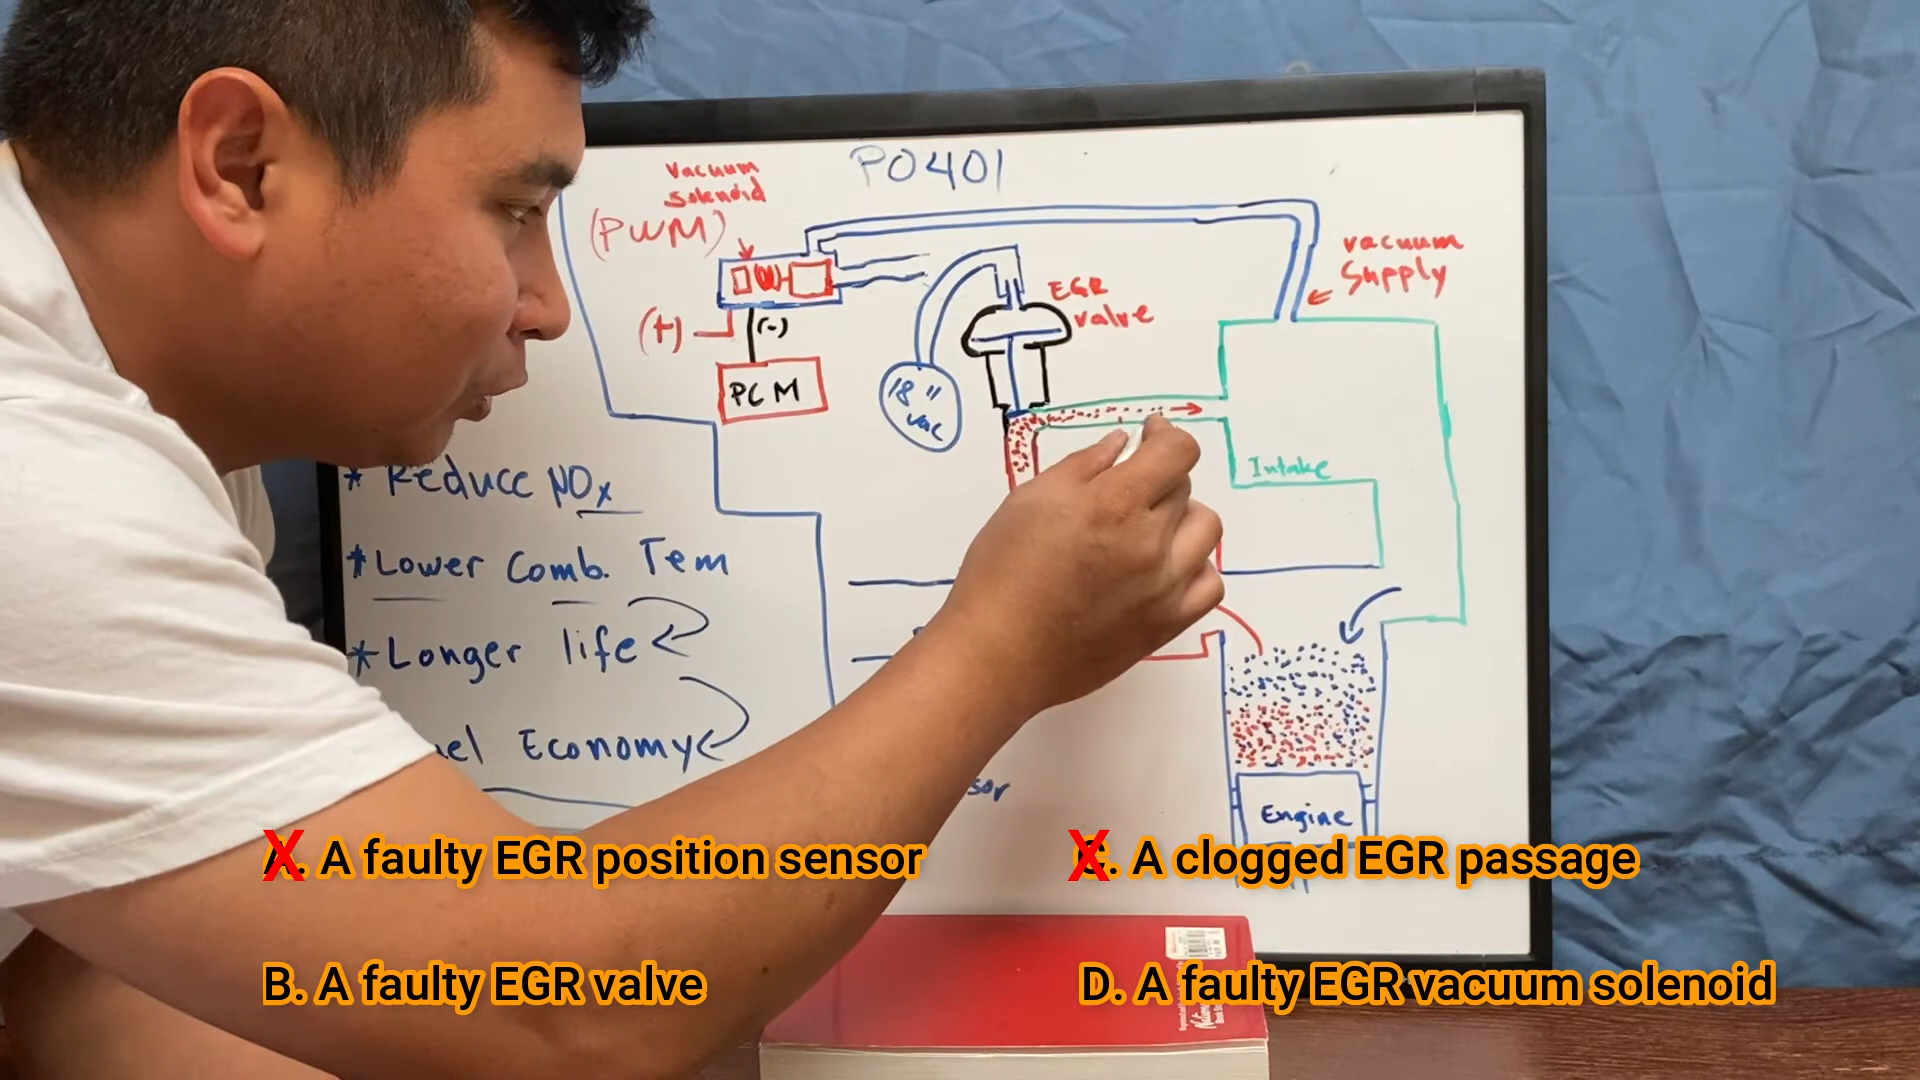 P0401
vacuum
solenoid
(PWM)
(+)
(-)
PCM
18 "
vac
EGR
valve
vacuum
supply
Intake
* Reduce NOx
* Lower Comb. Tem
* Longer life
Economy
sor
Engine
X. A faulty EGR position sensor
B. A faulty EGR valve
X. A clogged EGR passage
D. A faulty EGR vacuum solenoid